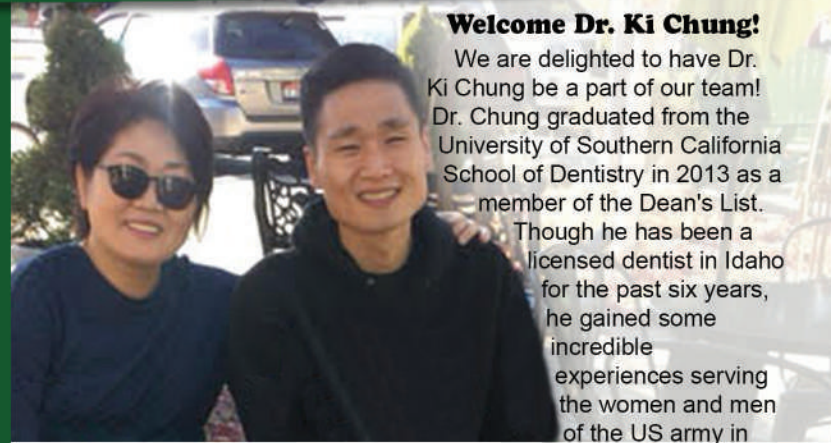 Welcome Dr. Ki Chung!
We are delighted to have Dr.
Ki Chung be a part of our team!
Dr. Chung graduated from the
University of Southern California
School of Dentistry in 2013 as a
member of the Dean's List.
Though he has been a
licensed dentist in Idaho
for the past six years,
he gained some
incredible
experiences serving
the women and men
of the US army in